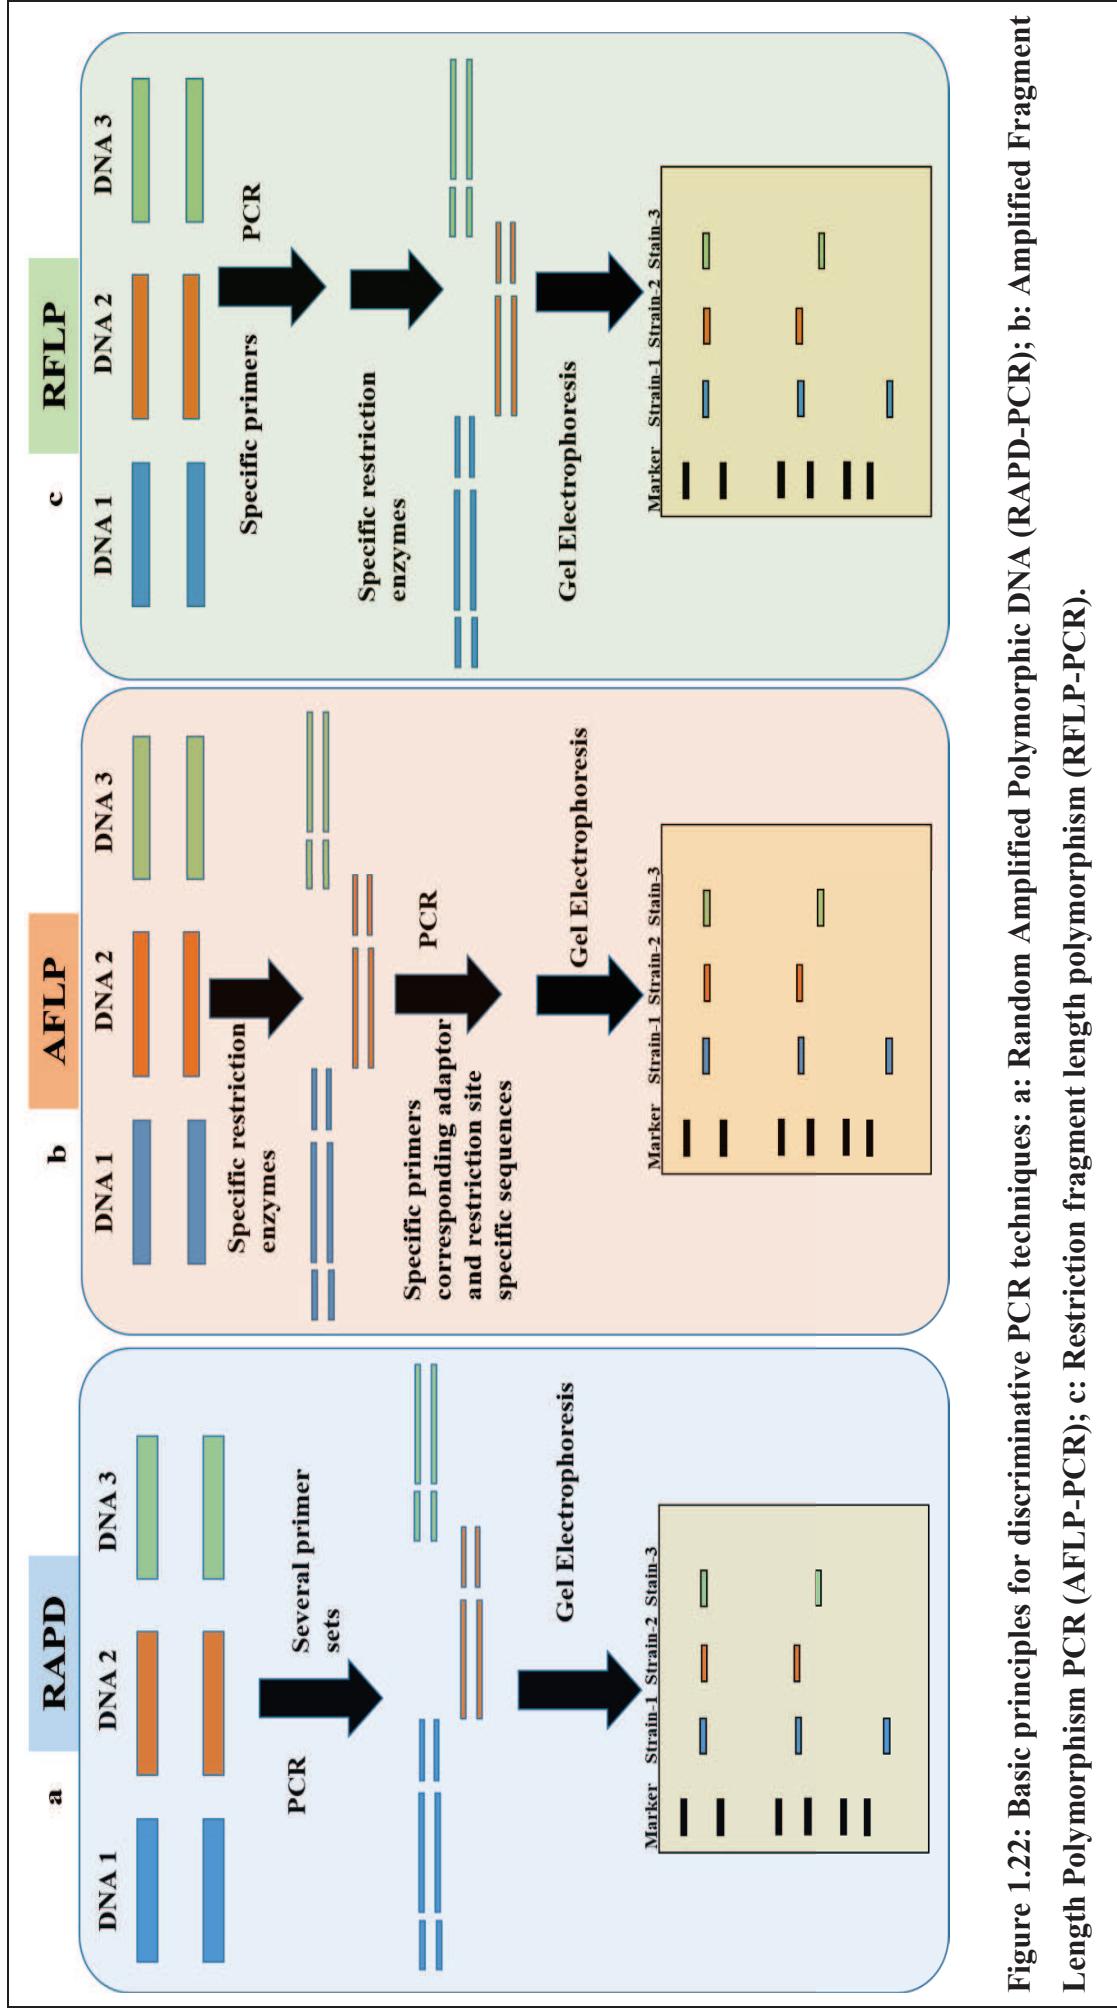 a
RAPD
DNA 1
DNA 2
DNA 3
PCR
Several primer
sets
Gel Electrophoresis
Marker
Strain-1
Strain-2
Stain-3
b
AFLP
DNA 1
DNA 2
DNA 3
Specific restriction
enzymes
Specific primers
corresponding adaptor
and restriction site
specific sequences
PCR
Gel Electrophoresis
Marker
Strain-1
Strain-2
Stain-3
c
RFLP
DNA 1
DNA 2
DNA 3
Specific primers
PCR
Specific restriction
enzymes
Gel Electrophoresis
Marker
Strain-1
Strain-2
Stain-3
Figure 1.22: Basic principles for discriminative PCR techniques: a: Random Amplified Polymorphic DNA (RAPD-PCR); b: Amplified Fragment
Length Polymorphism PCR (AFLP-PCR); c: Restriction fragment length polymorphism (RFLP-PCR).